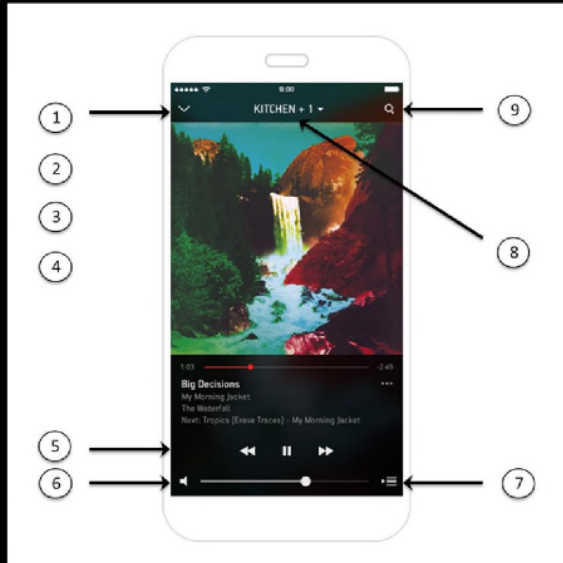 9:00
1
KITCHEN + 1
9
2
3
8
4
1:03
-2:49
Big Decisions
My Morning Jacket
The Waterfall
Next: Tropics (Erase Traces) - My Morning Jacket
5
6
7